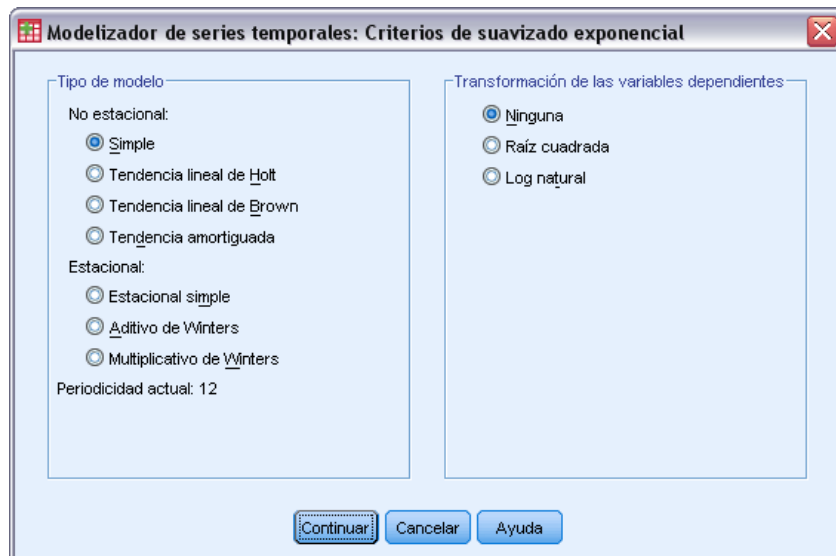 Modelizador de series temporales: Criterios de suavizado exponencial
Tipo de modelo
No estacional:
Simple
Tendencia lineal de Holt
Tendencia lineal de Brown
Tendencia amortiguada
Estacional:
Estacional simple
Aditivo de Winters
Multiplicativo de Winters
Periodicidad actual: 12
Transformación de las variables dependientes
Ninguna
Raíz cuadrada
Log natural
Continuar Cancelar Ayuda